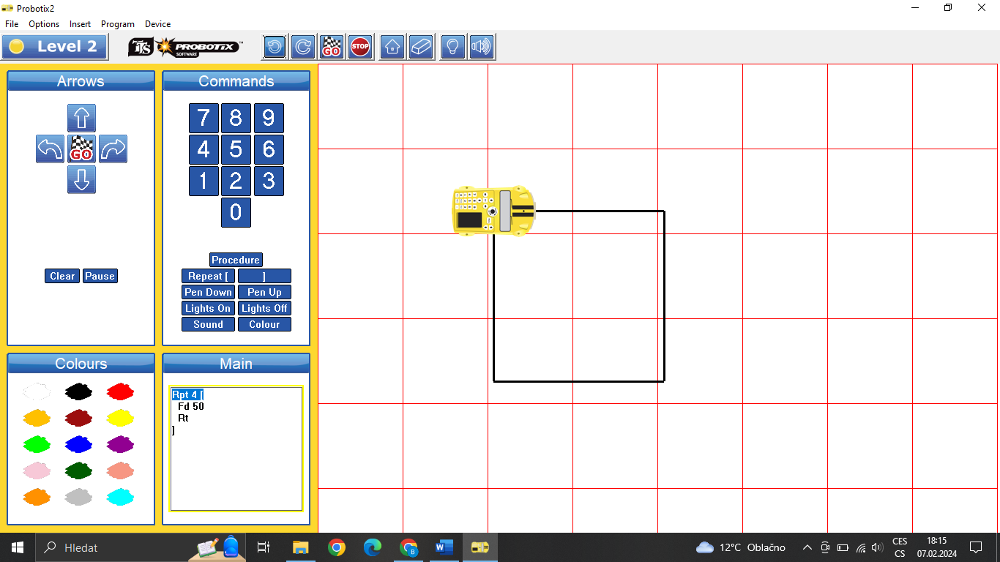 Probotix2
File Options Insert Program Device
Level 2
TTS PROBOTIX™
SOFTWARE
GO STOP
Arrows
GO
Clear Pause
Commands
7 8 9
4 5 6
1 2 3
0
Procedure
Repeat [ ]
Pen Down Pen Up
Lights On Lights Off
Sound Colour
Colours
Main
Rpt 4 [
Fd 50
Rt
]
Hledat
B
W
12°C Oblačno
CES
CS
18:15
07.02.2024